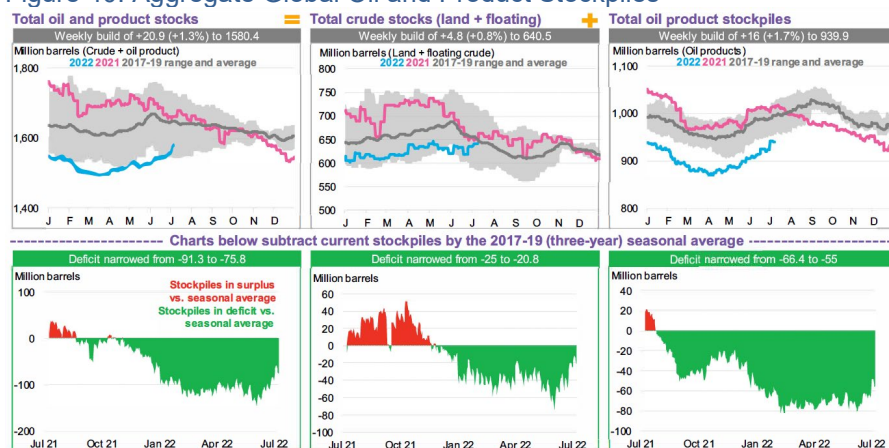 Total oil and product stocks
=
Total crude stocks (land + floating)
+
Total oil product stockpiles
Weekly build of +20.9 (+1.3%) to 1580.4
Weekly build of +4.8 (+0.8%) to 640.5
Weekly build of +16 (+1.7%) to 939.9
Million barrels (Crude + oil product)
2022 2021 2017-19 range and average
1,800
1,600
1,400
J F M A M J J A S O N D
Million barrels (Land + floating crude)
2022 2021 2017-19 range and average
800
750
700
650
600
550
500
J F M A M J J A S O N D
Million barrels (Oil products)
2022 2021 2017-19 range and average
1,100
1,000
900
800
J F M A M J J A S O N D
Charts below subtract current stockpiles by the 2017-19 (three-year) seasonal average
Deficit narrowed from -91.3 to -75.8
Million barrels
Stockpiles in surplus
vs. seasonal average
Stockpiles in deficit vs.
seasonal average
100
0
-100
-200
Jul 21 Oct 21 Jan 22 Apr 22 Jul 22
Deficit narrowed from -25 to -20.8
Million barrels
60
40
20
0
-20
-40
-60
-80
-100
Jul 21 Oct 21 Jan 22 Apr 22 Jul 22
Deficit narrowed from -66.4 to -55
Million barrels
40
20
0
-20
-40
-60
-80
-100
Jul 21 Oct 21 Jan 22 Apr 22 Jul 22